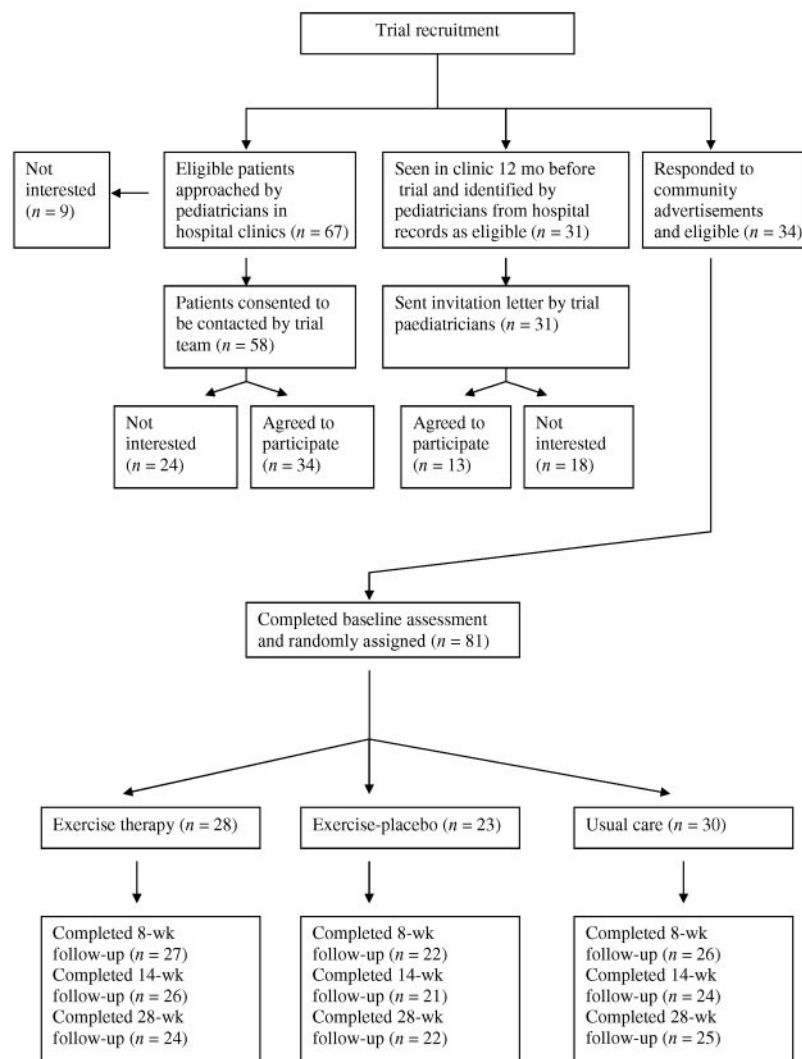 Trial recruitment
Not
interested
(n = 9)
Eligible patients
approached by
pediatricians in
hospital clinics (n = 67)
Seen in clinic 12 mo before
trial and identified by
pediatricians from hospital
records as eligible (n = 31)
Responded to
community
advertisements
and eligible (n = 34)
Patients consented to
be contacted by trial
team (n = 58)
Sent invitation letter by trial
paediatricians (n = 31)
Not
interested
(n = 24)
Agreed to
participate
(n = 34)
Agreed to
participate
(n = 13)
Not
interested
(n = 18)
Completed baseline assessment
and randomly assigned (n = 81)
Exercise therapy (n = 28)
Exercise-placebo (n = 23)
Usual care (n = 30)
Completed 8-wk
follow-up (n = 27)
Completed 14-wk
follow-up (n = 26)
Completed 28-wk
follow-up (n = 24)
Completed 8-wk
follow-up (n = 22)
Completed 14-wk
follow-up (n = 21)
Completed 28-wk
follow-up (n = 22)
Completed 8-wk
follow-up (n = 26)
Completed 14-wk
follow-up (n = 24)
Completed 28-wk
follow-up (n = 25)